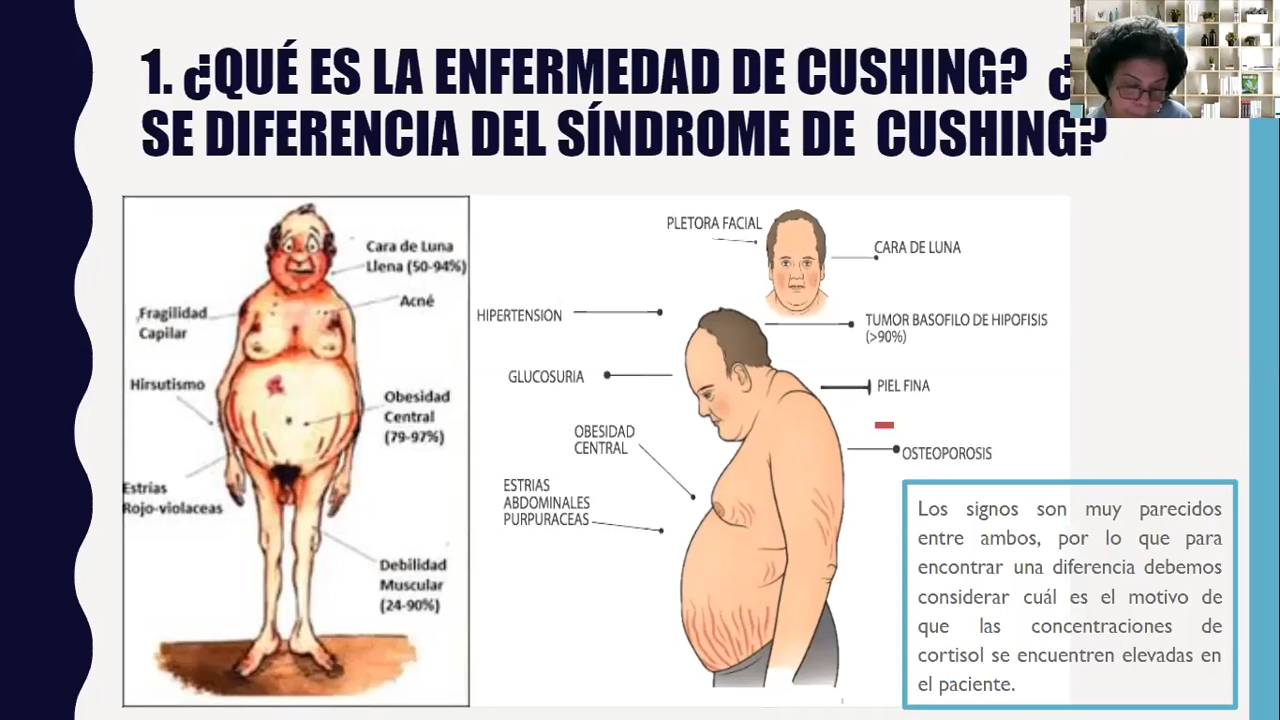 1. ¿QUÉ ES LA ENFERMEDAD DE CUSHING? ¿
SE DIFERENCIA DEL SÍNDROME DE CUSHING?
Cara de Luna
Llena (50-94%)
Acné
Fragilidad
Capilar
Hirsutismo
Obesidad
Central
(79-97%)
Estrías
Rojo-violaceas
Debilidad
Muscular
(24-90%)
PLETORA FACIAL
CARA DE LUNA
HIPERTENSION
TUMOR BASOFILO DE HIPOFISIS
(>90%)
GLUCOSURIA
PIEL FINA
OBESIDAD
CENTRAL
OSTEOPOROSIS
ESTRIAS
ABDOMINALES
PURPURACEAS
Los signos son muy parecidos
entre ambos, por lo que para
encontrar una diferencia debemos
considerar cuál es el motivo de
que las concentraciones de
cortisol se encuentren elevadas en
el paciente.